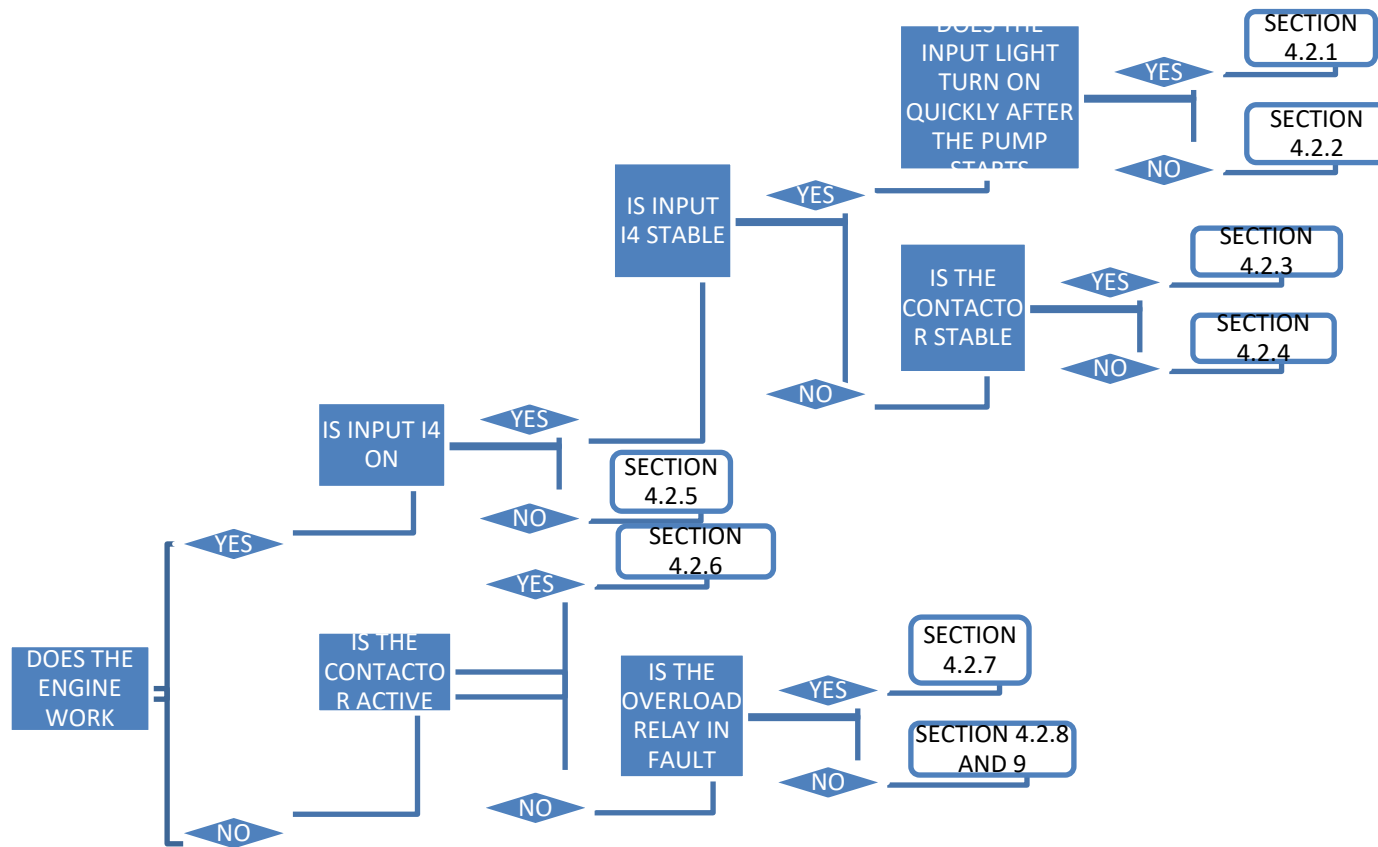 DOES THE
INPUT LIGHT
TURN ON
QUICKLY AFTER
THE PUMP
STARTS
YES
SECTION
4.2.1
NO
SECTION
4.2.2
IS INPUT
I4 STABLE
YES
NO
IS THE
CONTACTO
R STABLE
YES
SECTION
4.2.3
NO
SECTION
4.2.4
IS INPUT I4
ON
YES
NO
SECTION
4.2.5
YES
SECTION
4.2.6
DOES THE
ENGINE
WORK
YES
NO
IS THE
CONTACTO
R ACTIVE
NO
IS THE
OVERLOAD
RELAY IN
FAULT
YES
SECTION
4.2.7
NO
SECTION 4.2.8
AND 9